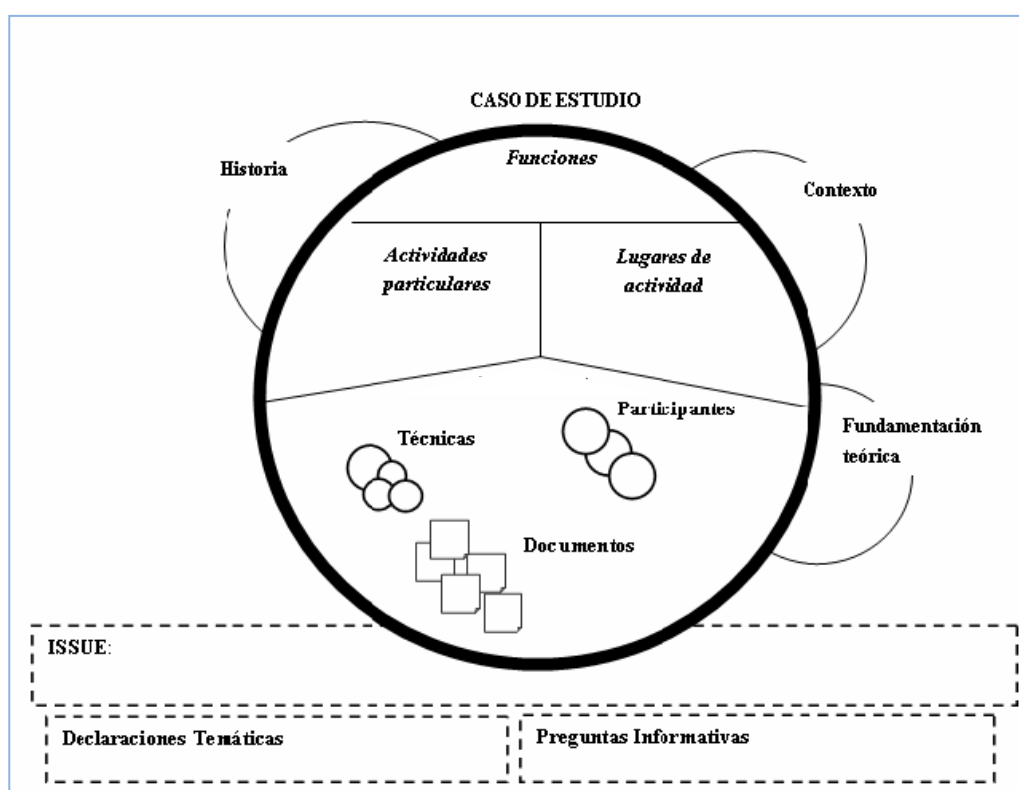 CASO DE ESTUDIO
Funciones
Historia
Contexto
Actividades
particulares
Lugares de
actividad
Participantes
Técnicas
Fundamentación
teórica
Documentos
ISSUE:
Declaraciones Temáticas
Preguntas Informativas